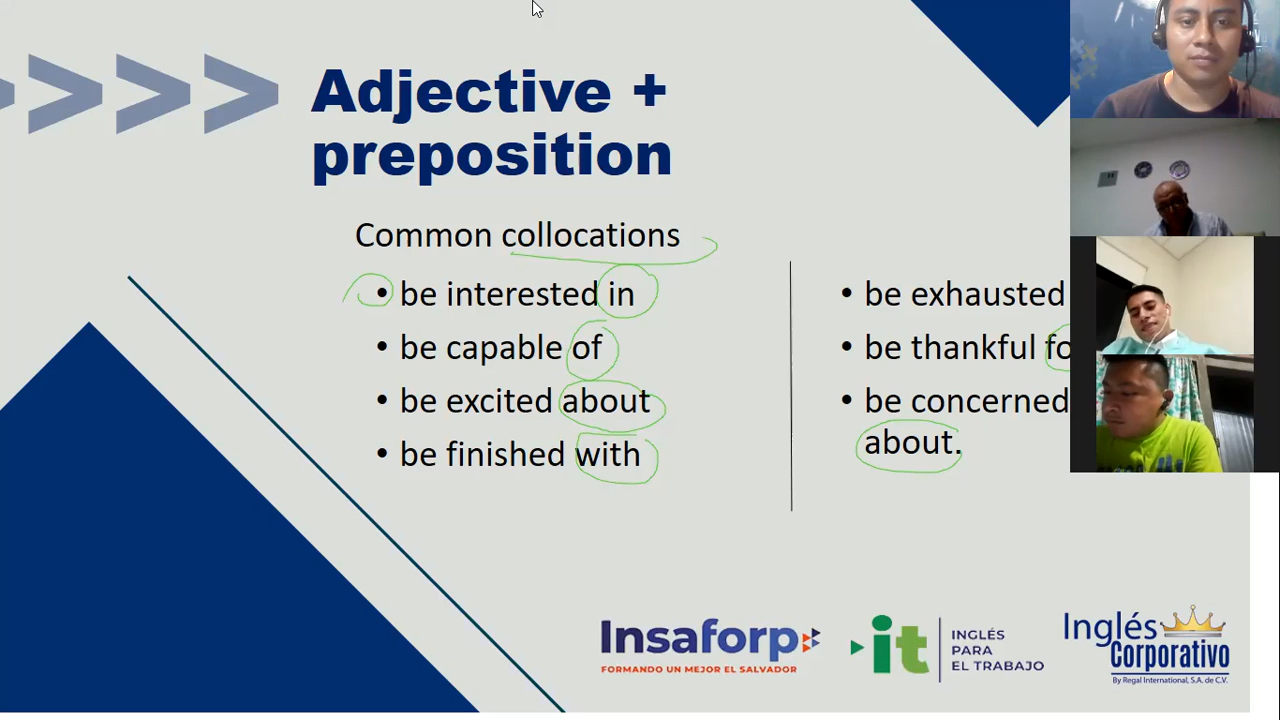 Adjective +
preposition
Common collocations
• be interested in
• be capable of
• be excited about
• be finished with
• be exhausted
• be thankful
• be concerned
about.
Insaforp
FORMANDO UN MEJOR EL SALVADOR
it
INGLÉS
PARA
EL TRABAJO
Inglés
Corporativo
By Regal International, S.A. de C.V.